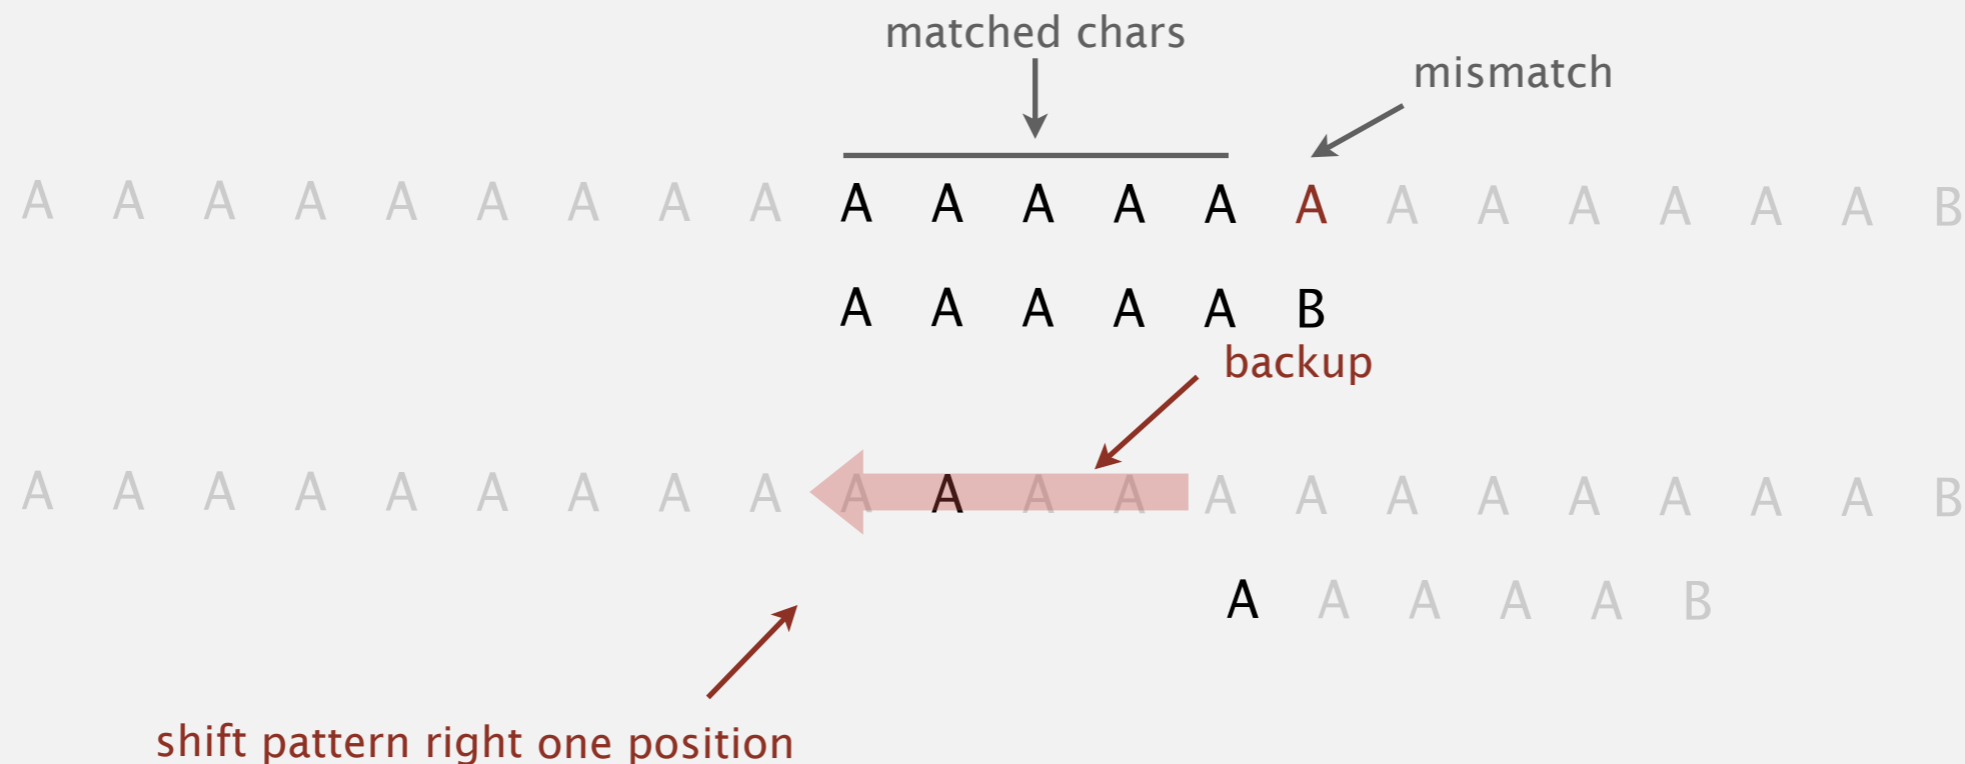 matched chars
mismatch
A A A A A A A A A A A A A A A A A A A A A B
A A A A A B
backup
A A A A A A A A A A A A A A A A A A A A A B
A A A A A B
shift pattern right one position